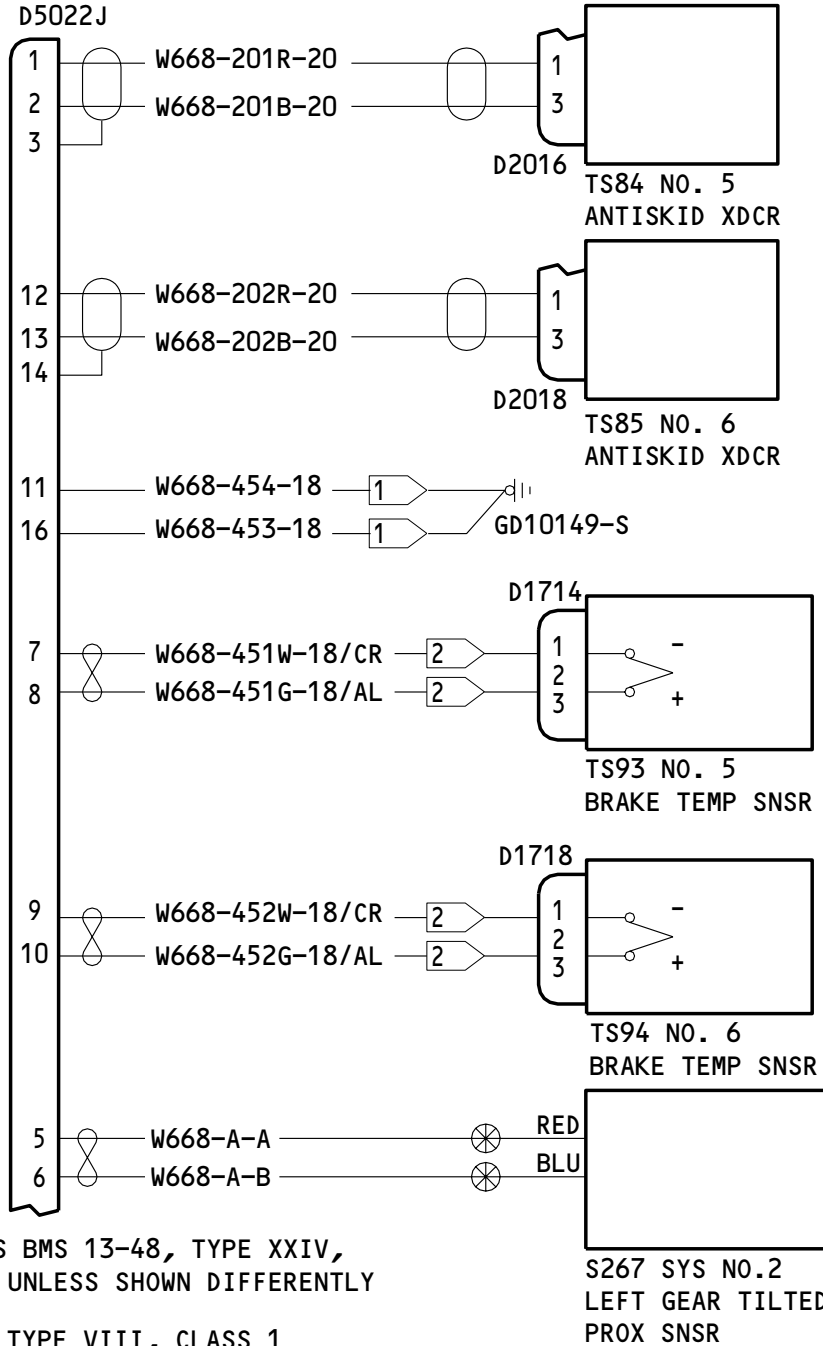 D5022J
1 W668-201R-20 1
2 W668-201B-20 3
3
D2016
TS84 NO. 5
ANTISKID XDCR
12 W668-202R-20 1
13 W668-202B-20 3
14
D2018
TS85 NO. 6
ANTISKID XDCR
11 W668-454-18 1
16 W668-453-18 1 GD10149-S
D1714
7 W668-451W-18/CR 2 1 -
2
8 W668-451G-18/AL 2 3 +
TS93 NO. 5
BRAKE TEMP SNSR
D1718
9 W668-452W-18/CR 2 1 -
2
10 W668-452G-18/AL 2 3 +
TS94 NO. 6
BRAKE TEMP SNSR
5 W668-A-A RED
6 W668-A-B BLU
S267 SYS NO.2
LEFT GEAR TILTED
PROX SNSR
S BMS 13-48, TYPE XXIV,
UNLESS SHOWN DIFFERENTLY
TYPE VIII, CLASS 1